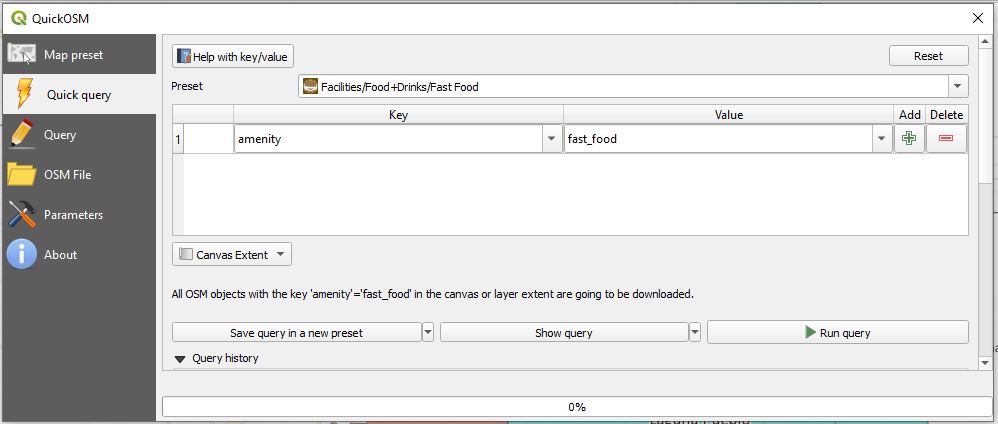 QuickOSM
Map preset
Quick query
Query
OSM File
Parameters
About
Help with key/value
Reset
Preset
Facilities/Food+Drinks/Fast Food
Key Value Add Delete
1 amenity fast_food
Canvas Extent
All OSM objects with the key 'amenity'='fast_food' in the canvas or layer extent are going to be downloaded.
Save query in a new preset
Show query
Run query
Query history
0%